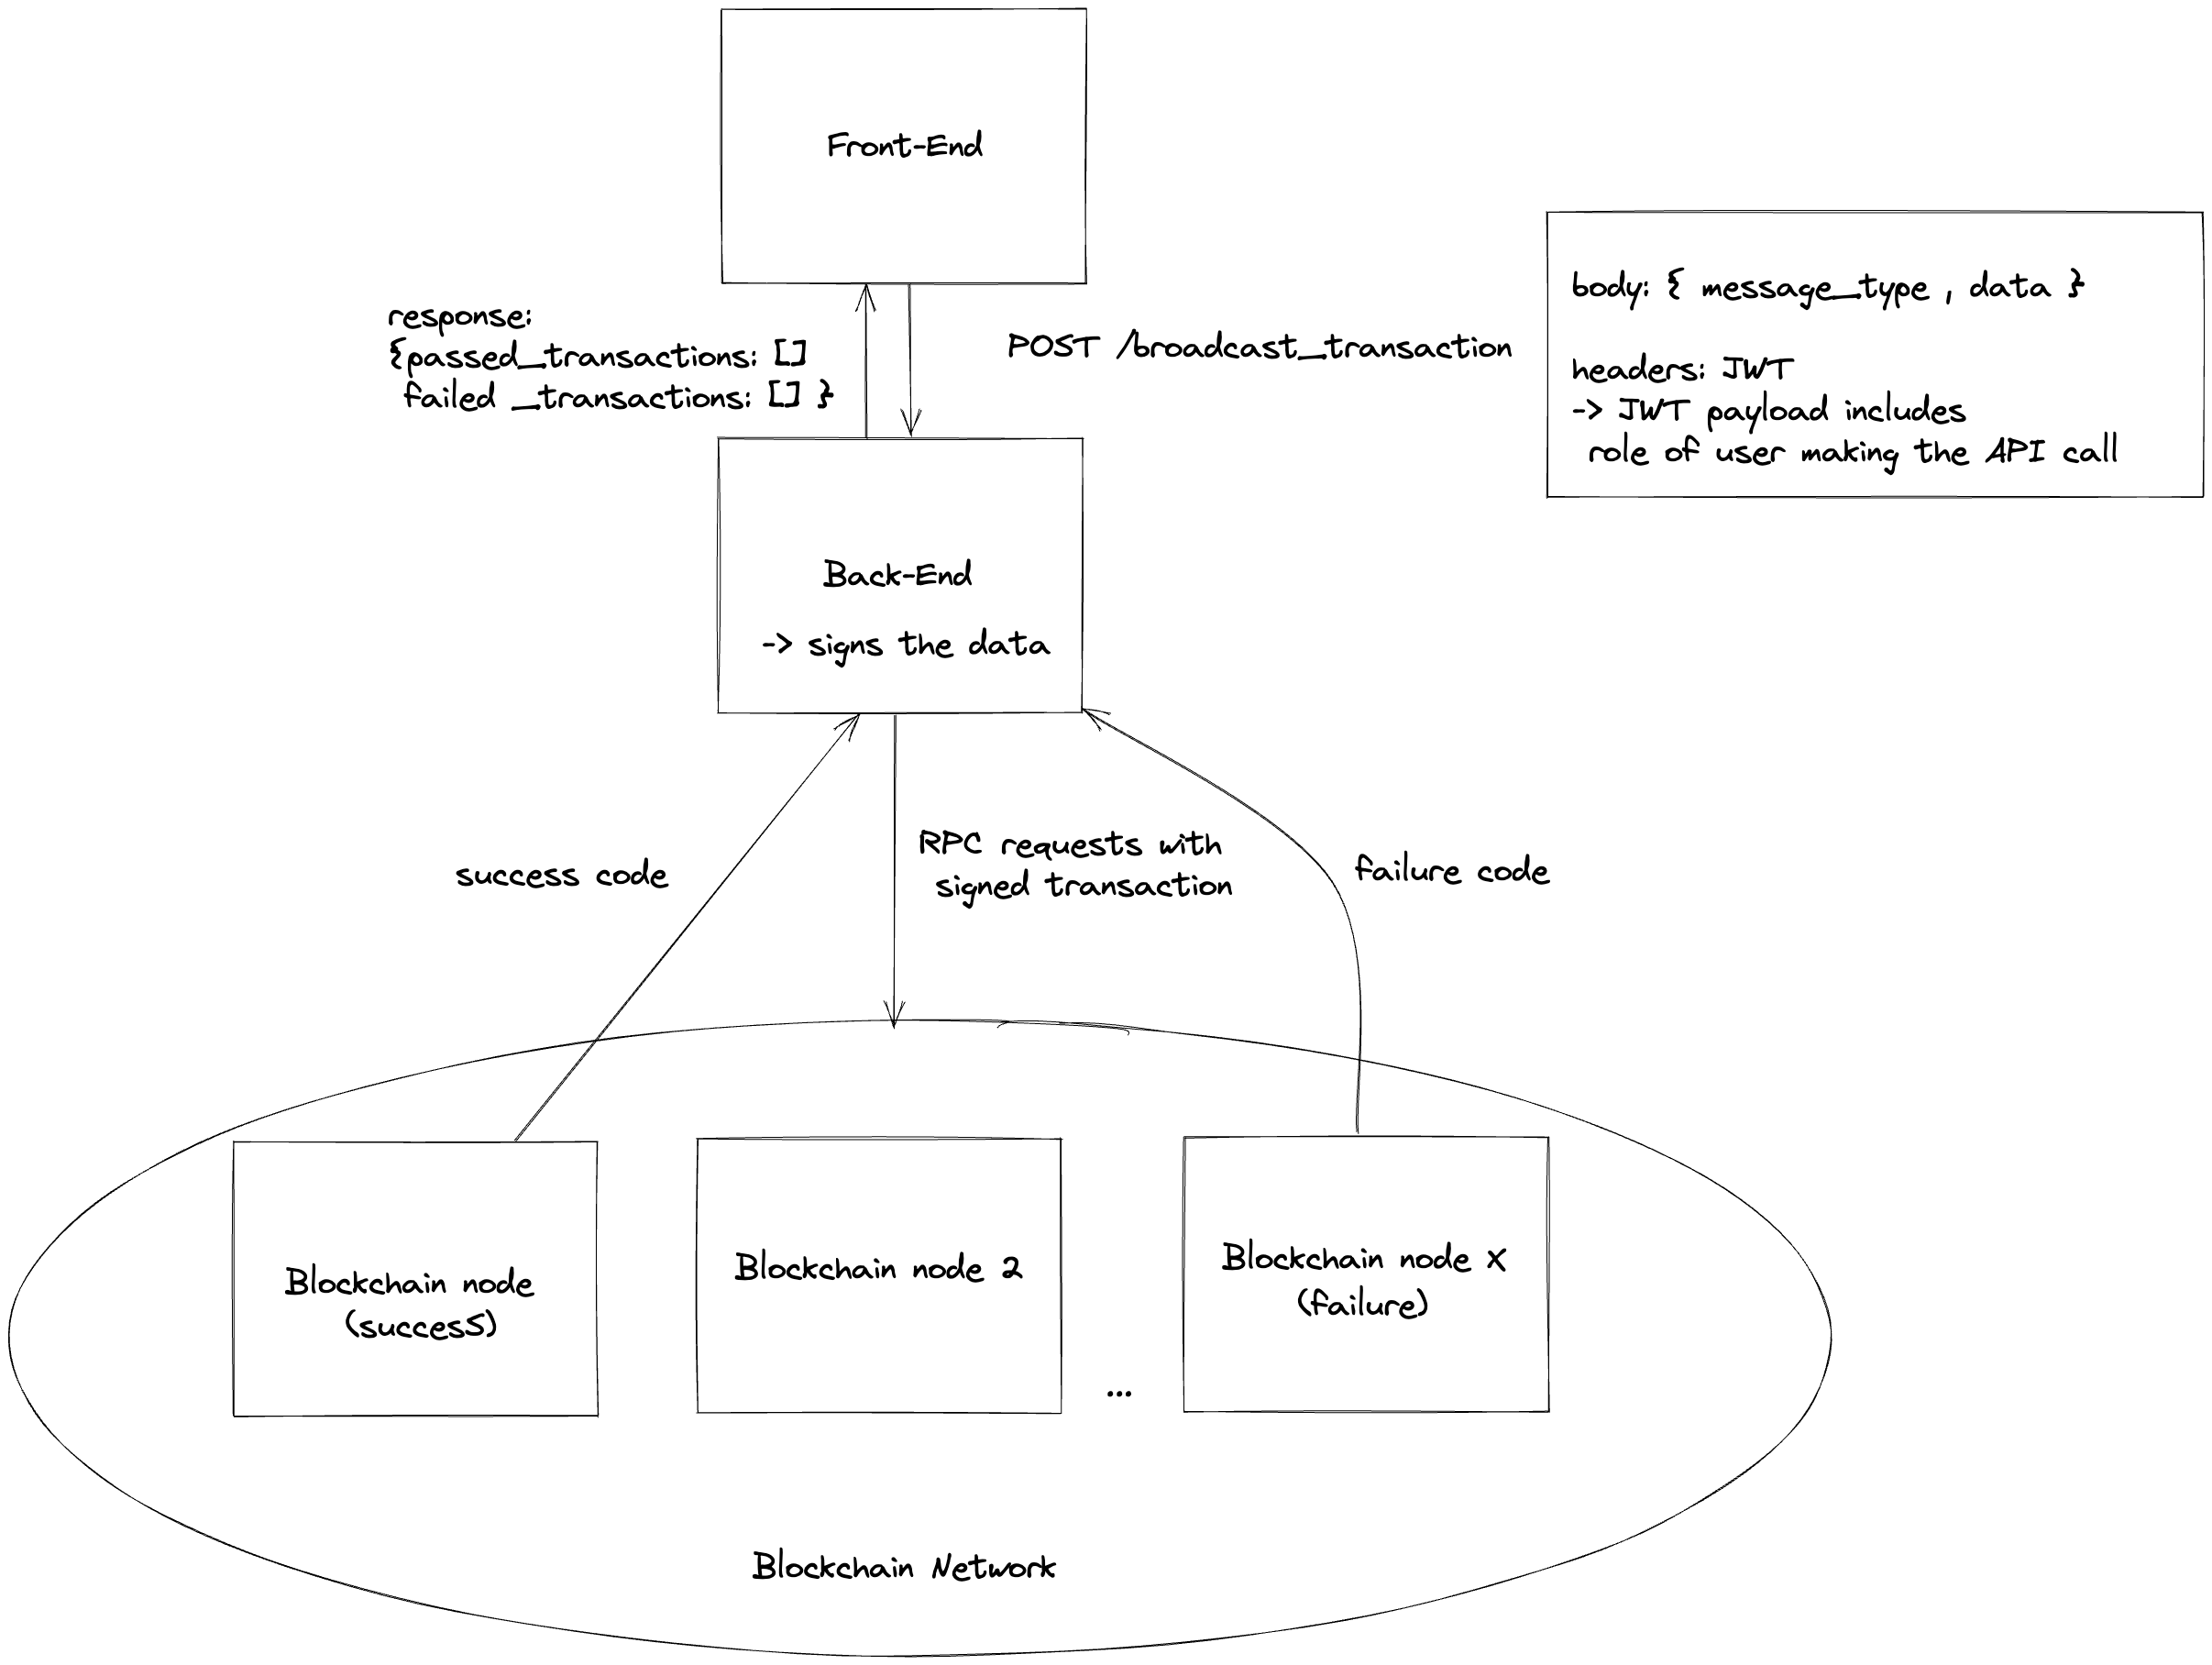 Front-End
response:
{passed_transactions: []
failed _transactions: [] }
POST /broadcast_transaction
body: { message_type , data }
headers: JWT
-> JWT payload includes
role of user making the API call
Back-End
-> signs the data
success code
RPC requests with
signed transaction
failure code
Blockchain node
(success)
Blockchain node 2
...
Blockchain node X
(failure)
Blockchain Network